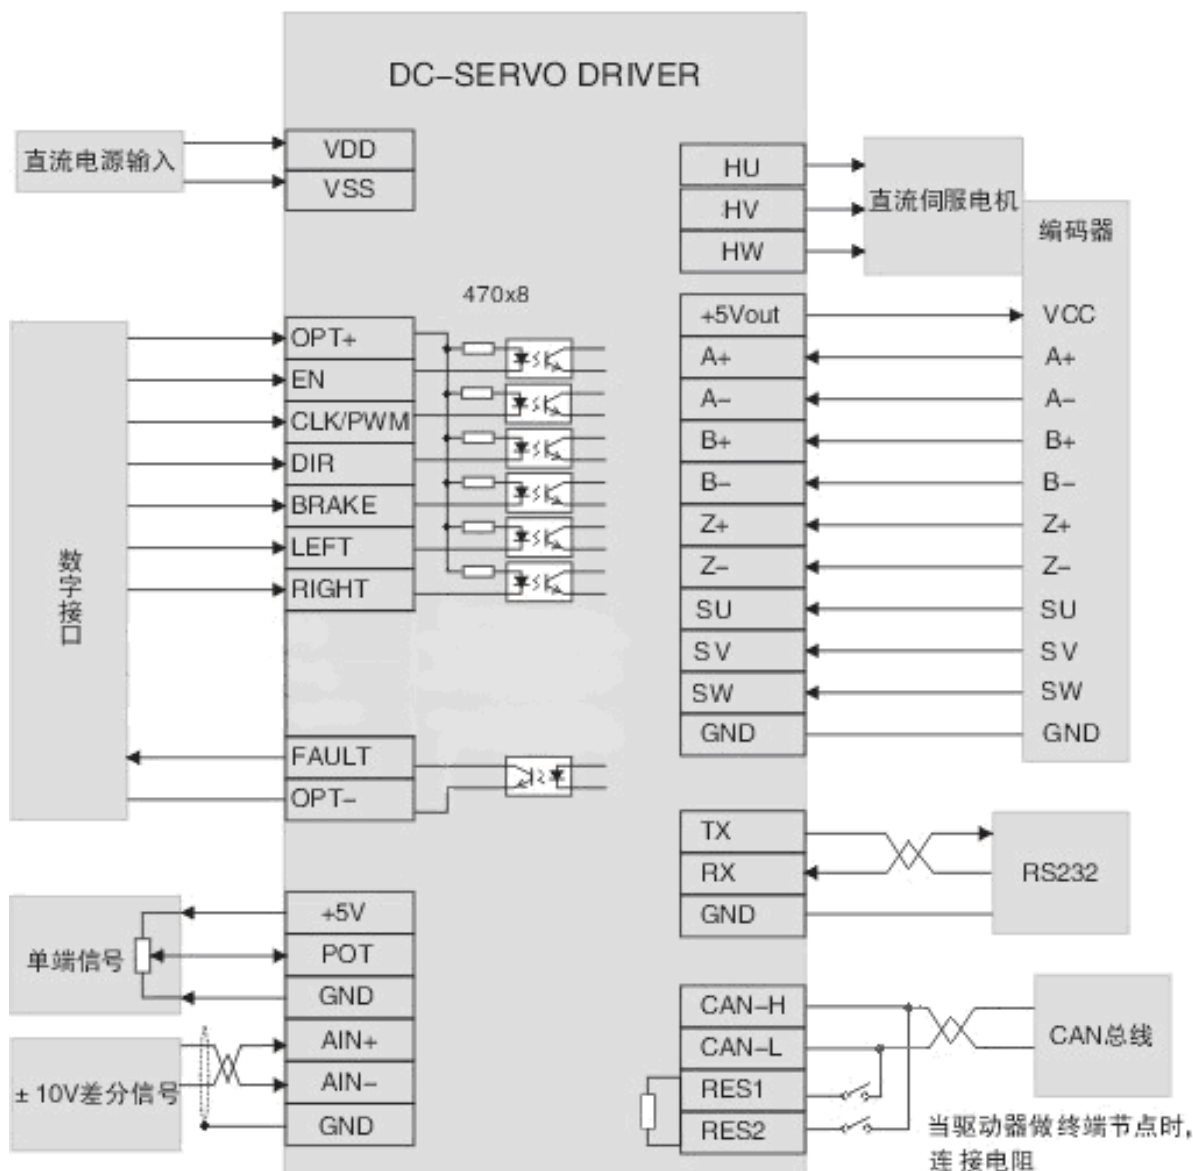 DC-SERVO DRIVER
直流电源输入
VDD
VSS
HU
HV
HW
直流伺服电机
编码器
470x8
数字接口
OPT+
EN
CLK/PWM
DIR
BRAKE
LEFT
RIGHT
FAULT
OPT-
+5Vout
A+
A-
B+
B-
Z+
Z-
SU
SV
SW
GND
VCC
A+
A-
B+
B-
Z+
Z-
SU
SV
SW
GND
TX
RX
GND
RS232
单端信号
+5V
POT
GND
±10V差分信号
AIN+
AIN-
GND
CAN-H
CAN-L
RES1
RES2
CAN总线
当驱动器做终端节点时,
连接电阻